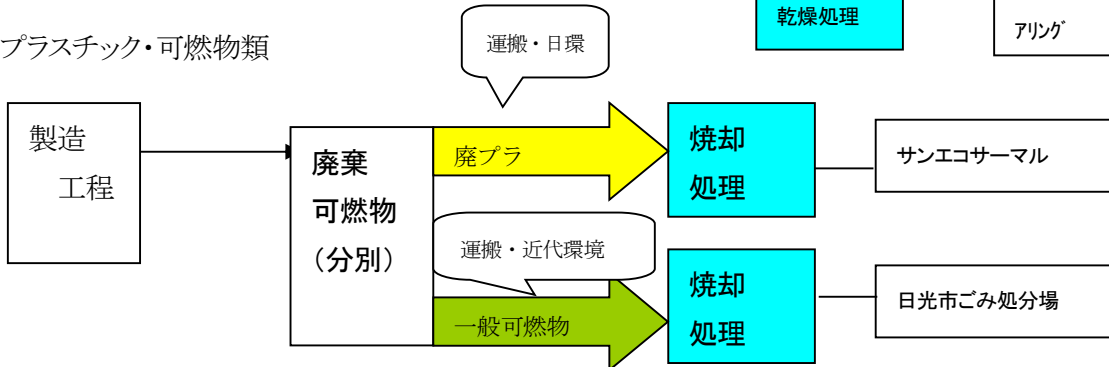 乾燥処理
アリング
プラスチック・可燃物類
運搬・日環
製造
工程
廃棄
可燃物
（分別）
廃プラ
焼却
処理
サンエコサーマル
運搬・近代環境
一般可燃物
焼却
処理
日光市ごみ処分場